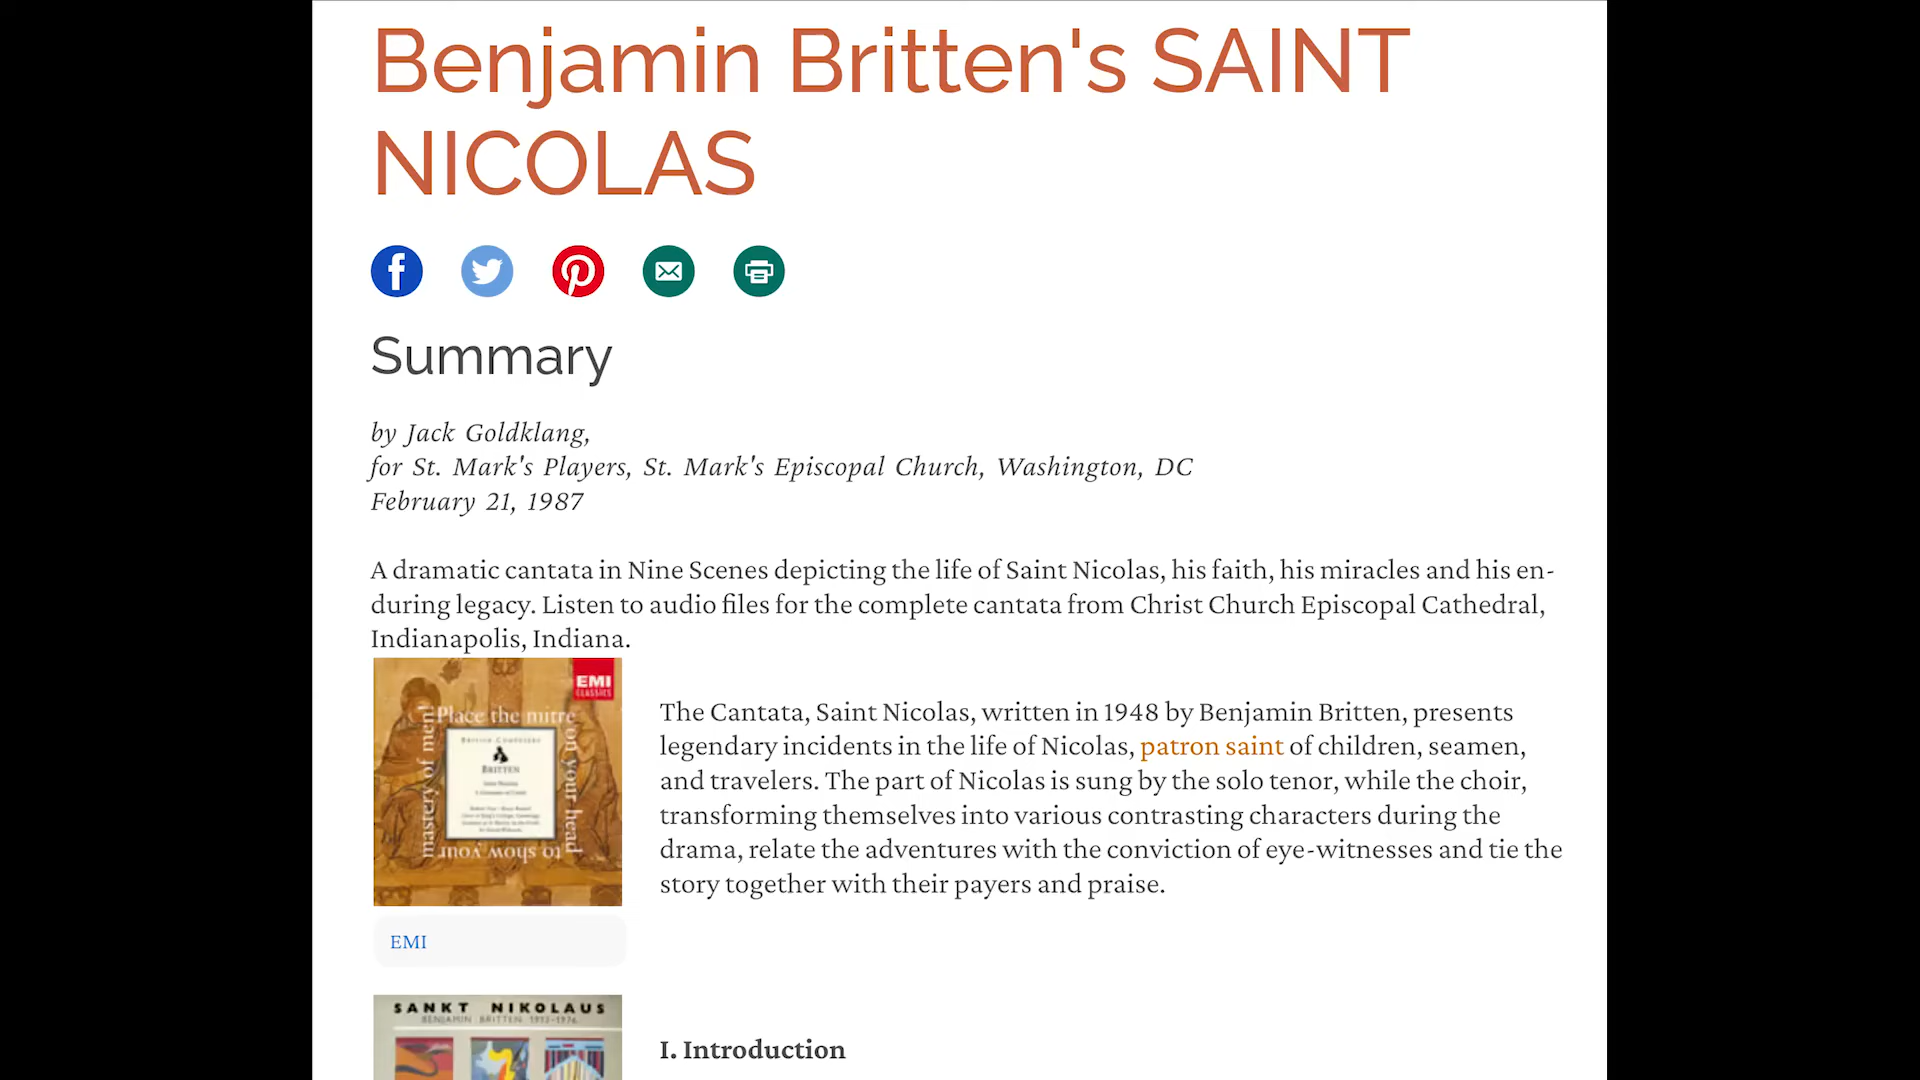 Benjamin Britten's SAINT
NICOLAS
Summary
by Jack Goldklang,
for St. Mark's Players, St. Mark's Episcopal Church, Washington, DC
February 21, 1987
A dramatic cantata in Nine Scenes depicting the life of Saint Nicolas, his faith, his miracles and his en-
during legacy. Listen to audio files for the complete cantata from Christ Church Episcopal Cathedral,
Indianapolis, Indiana.
EMI
CLASSICS
Place the mitre
on your head
to show your
mastery of men!
BRITISH COMPOSERS
BRITTEN
The Cantata, Saint Nicolas, written in 1948 by Benjamin Britten, presents
legendary incidents in the life of Nicolas, patron saint of children, seamen,
and travelers. The part of Nicolas is sung by the solo tenor, while the choir,
transforming themselves into various contrasting characters during the
drama, relate the adventures with the conviction of eye-witnesses and tie the
story together with their payers and praise.
EMI
SANKT NIKOLAUS
BENJAMIN BRITTEN 1913-1976
I. Introduction